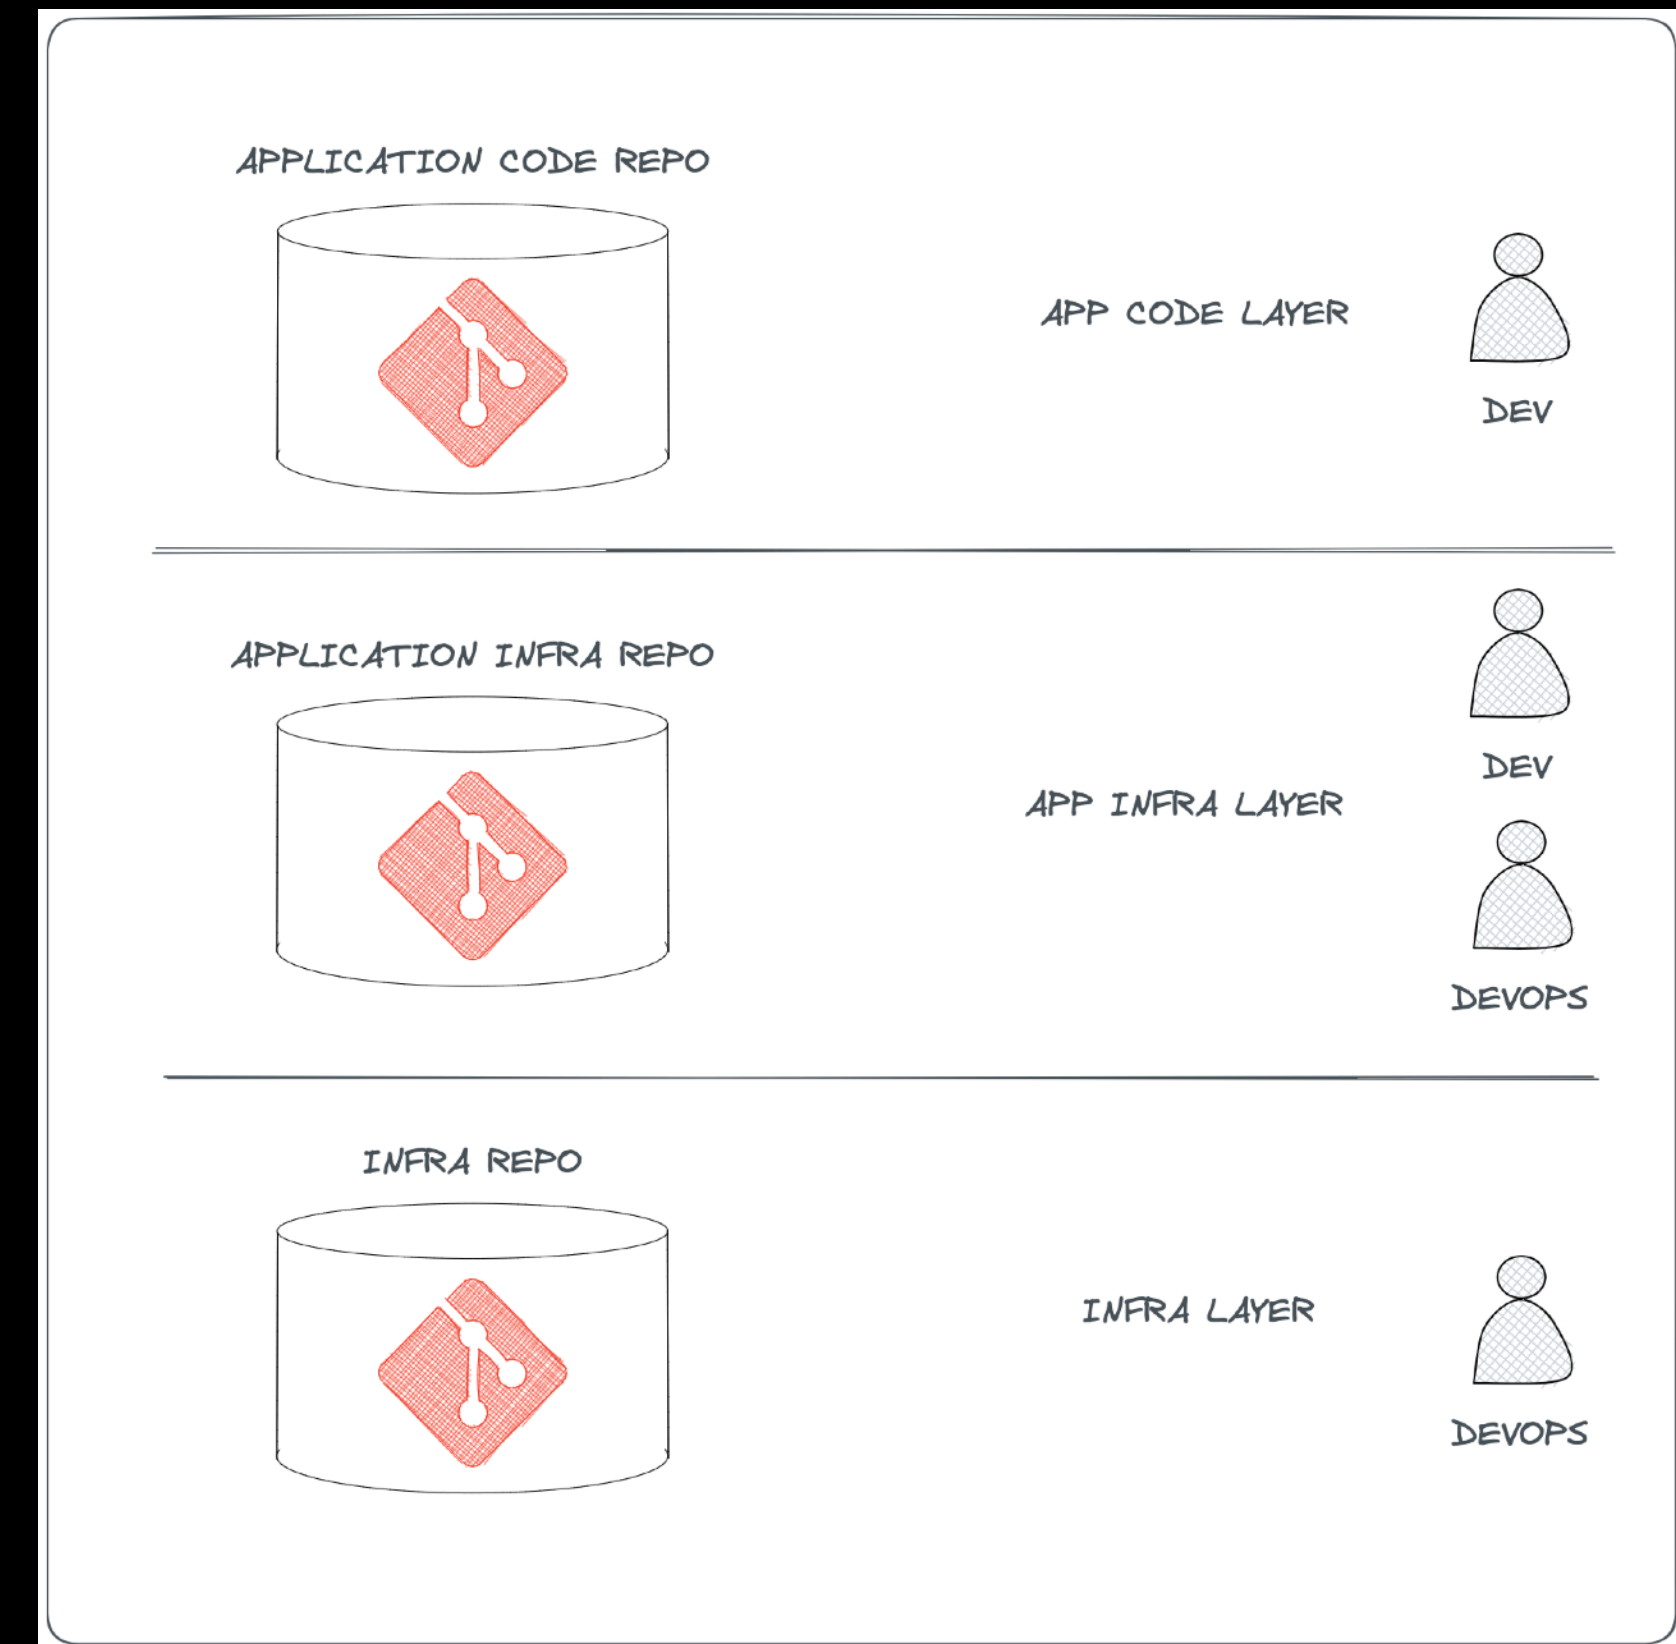 APPLICATION CODE REPO
APP CODE LAYER
DEV
APPLICATION INFRA REPO
DEV
APP INFRA LAYER
DEVOPS
INFRA REPO
INFRA LAYER
DEVOPS